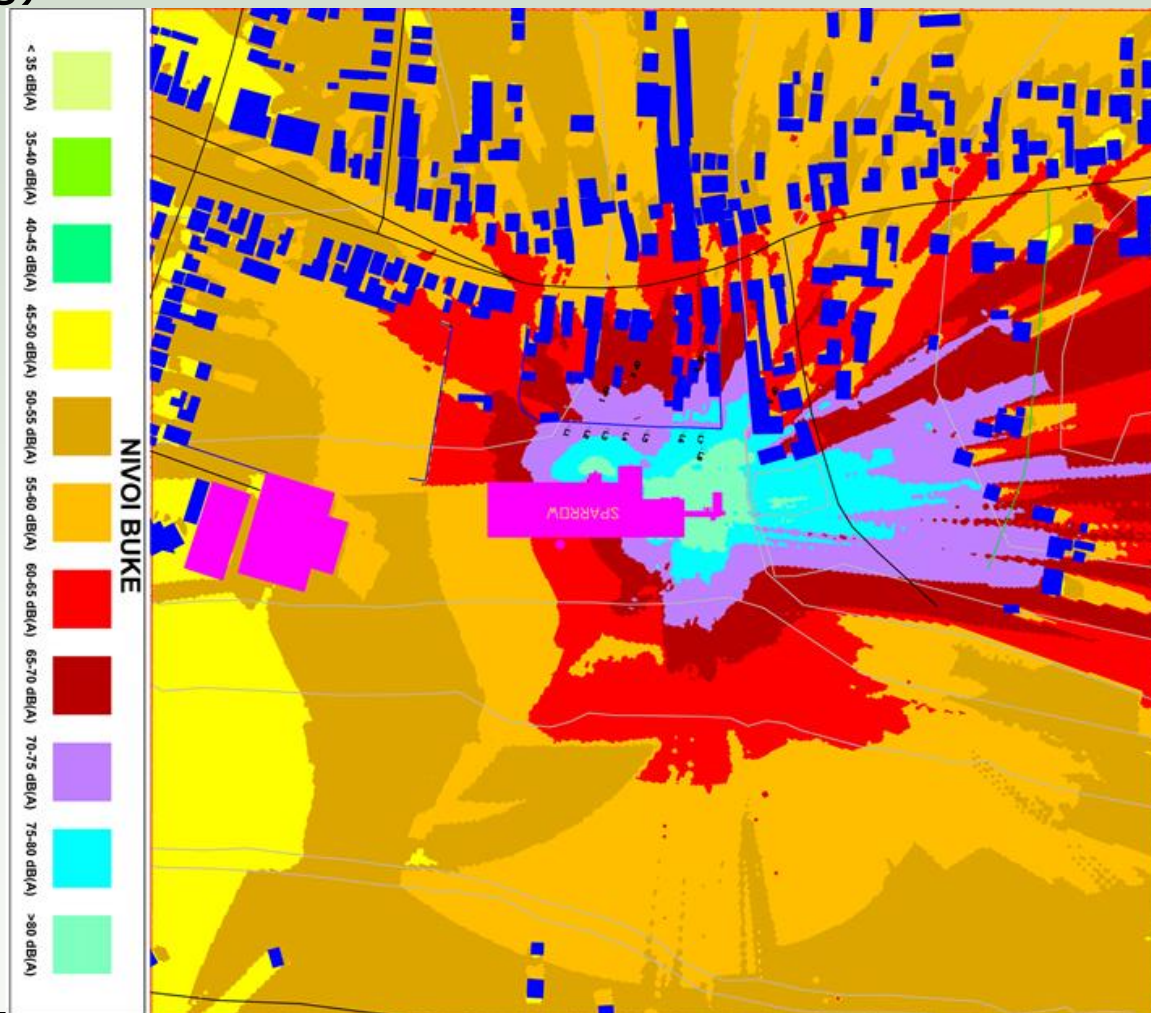 NIVOI BUKE
< 35 dB(A)
35-40 dB(A)
40-45 dB(A)
45-50 dB(A)
50-55 dB(A)
55-60 dB(A)
60-65 dB(A)
65-70 dB(A)
70-75 dB(A)
75-80 dB(A)
>80 dB(A)
SPARROW